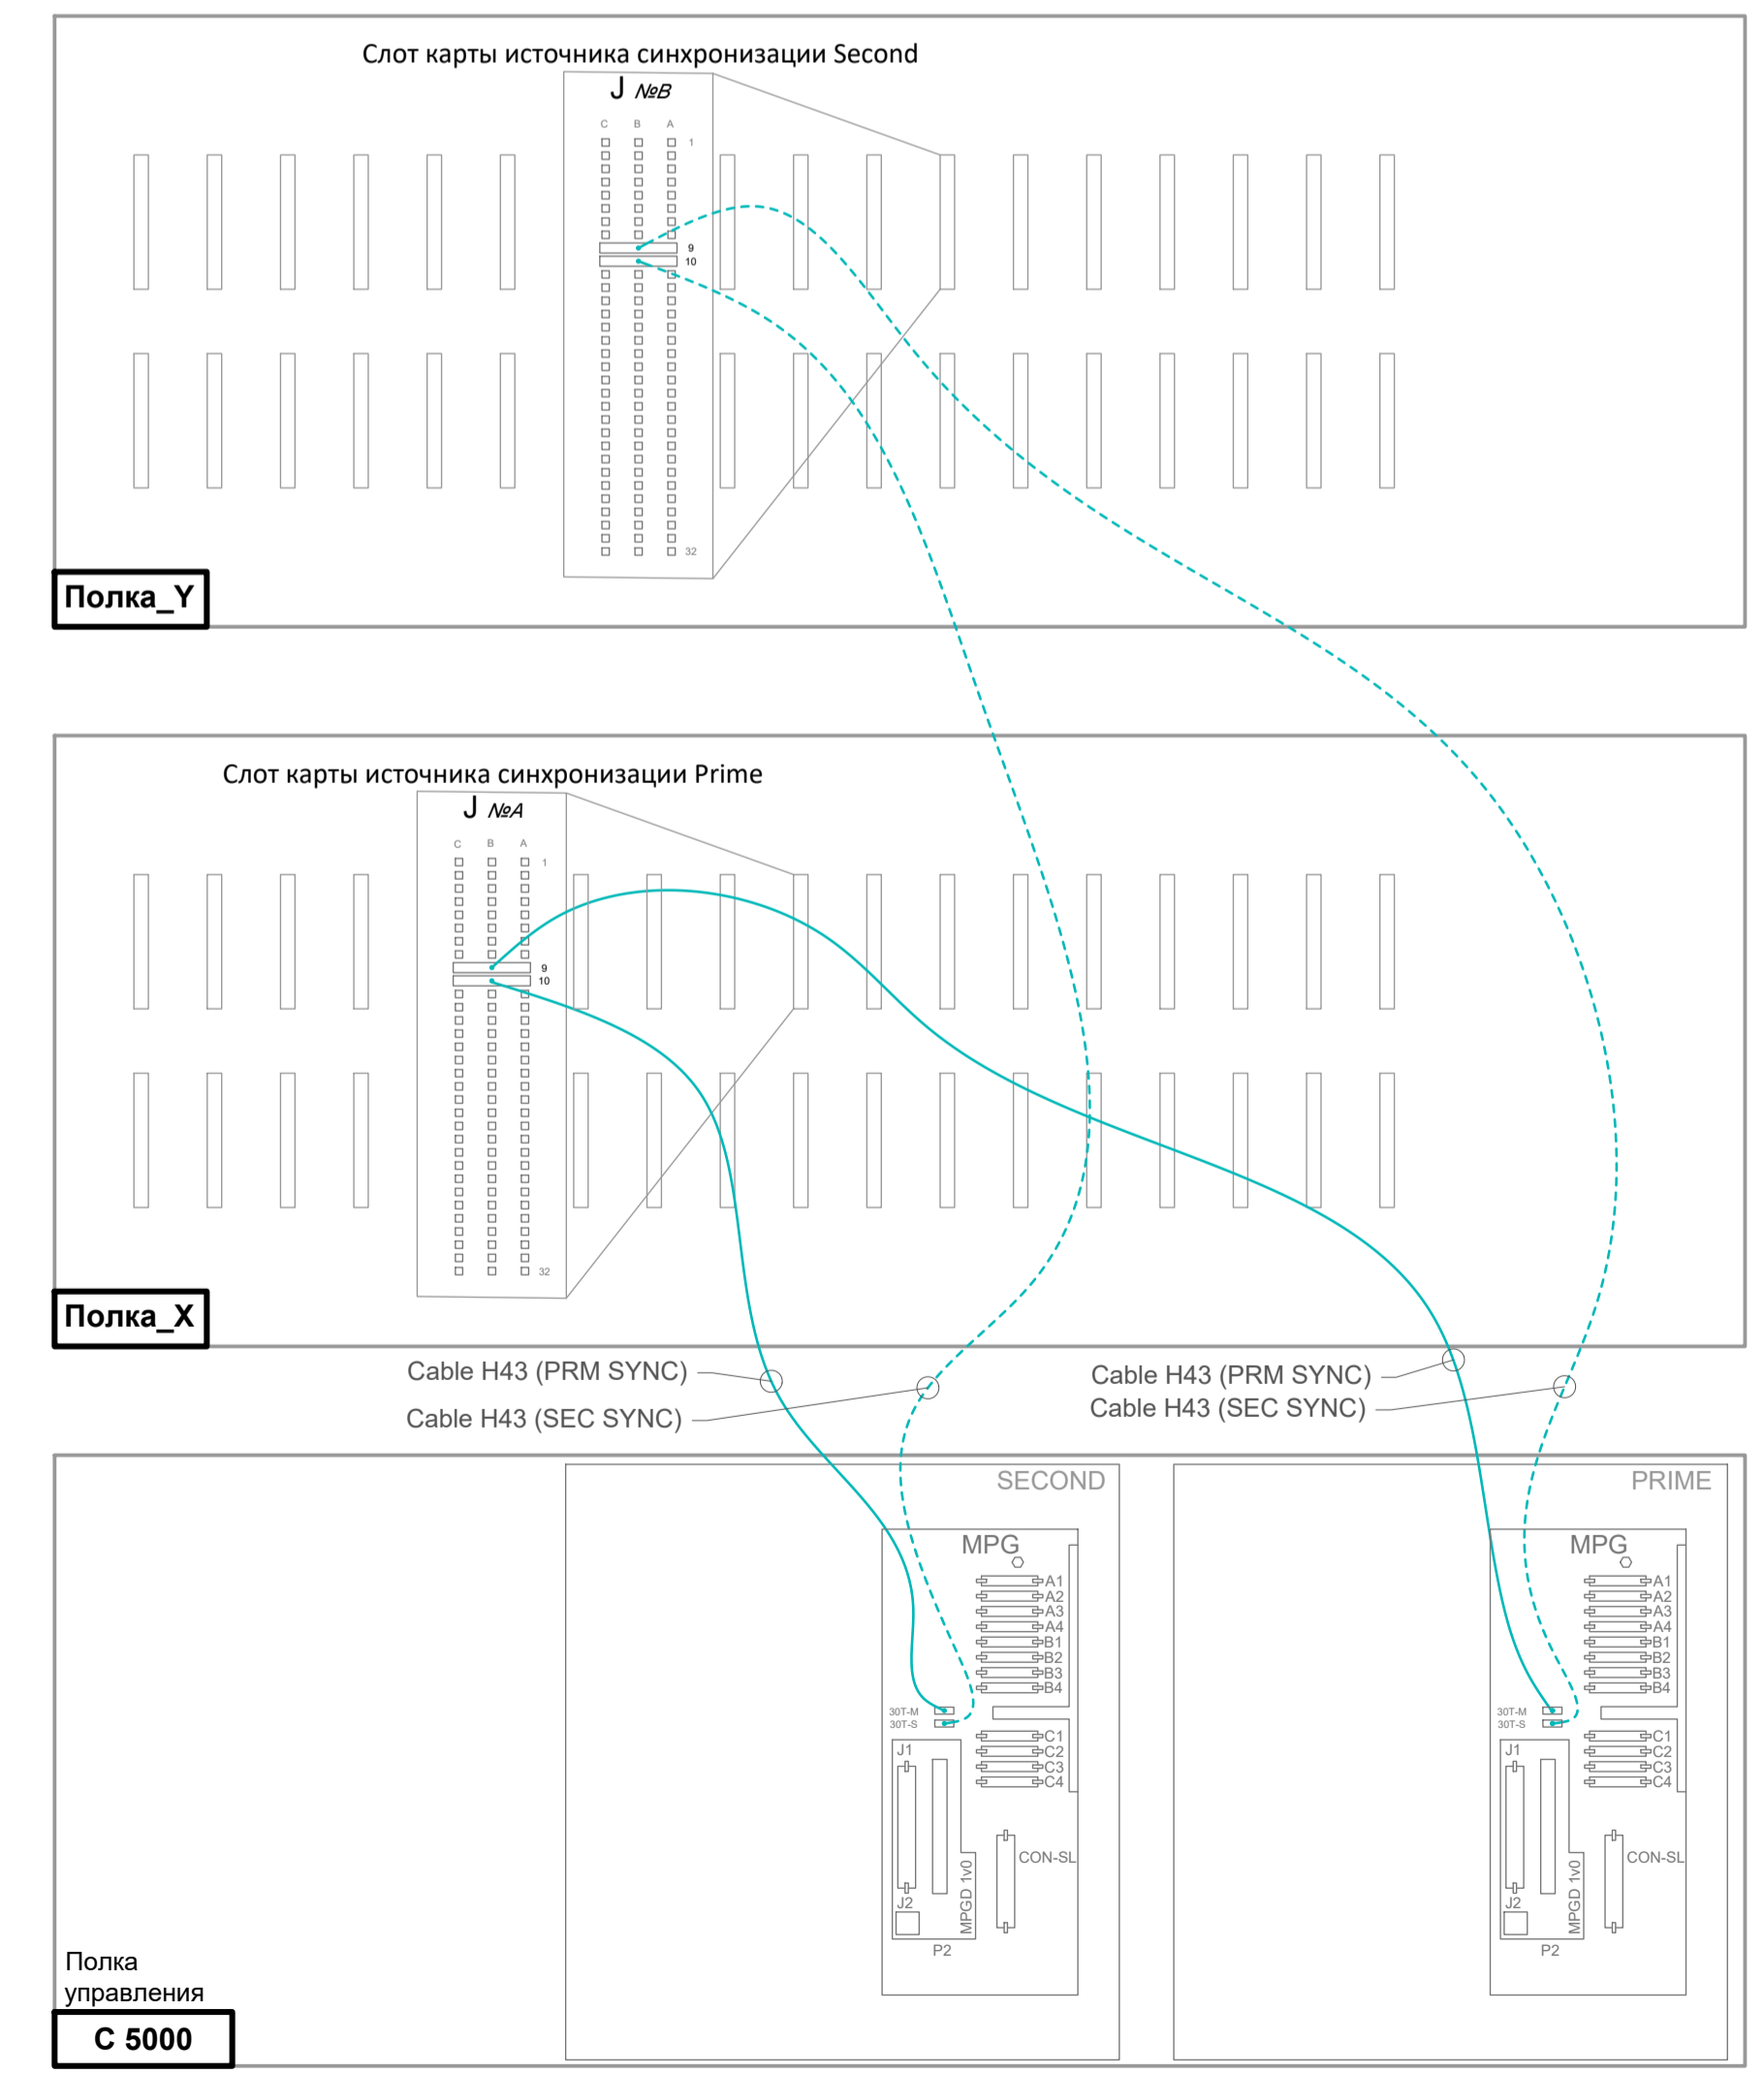 Слот карты источника синхронизации Second
J №B
C B A
1
9
10
32
Полка_Y
Слот карты источника синхронизации Prime
J №A
C B A
1
9
10
32
Полка_X
Cable H43 (PRM SYNC)
Cable H43 (SEC SYNC)
Cable H43 (PRM SYNC)
Cable H43 (SEC SYNC)
SECOND
MPG
A1
A2
A3
A4
B1
B2
B3
B4
30T-M
30T-S
C1
C2
C3
C4
J1
J2
MPGD 1v0
CON-SL
P2
PRIME
MPG
A1
A2
A3
A4
B1
B2
B3
B4
30T-M
30T-S
C1
C2
C3
C4
J1
J2
MPGD 1v0
CON-SL
P2
Полка
управления
C 5000